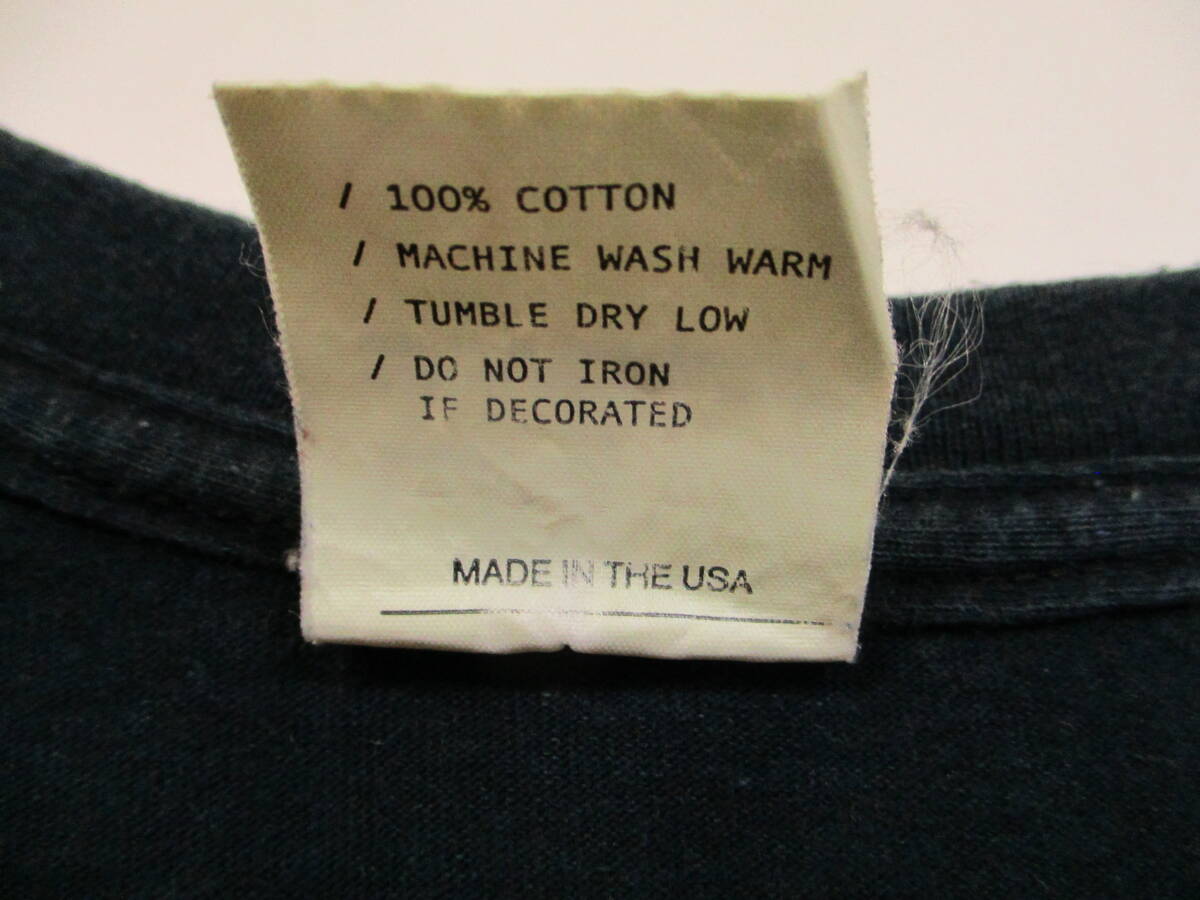 / 100% COTTON
/ MACHINE WASH WARM
/ TUMBLE DRY LOW
/ DO NOT IRON
IF DECORATED
MADE IN THE USA